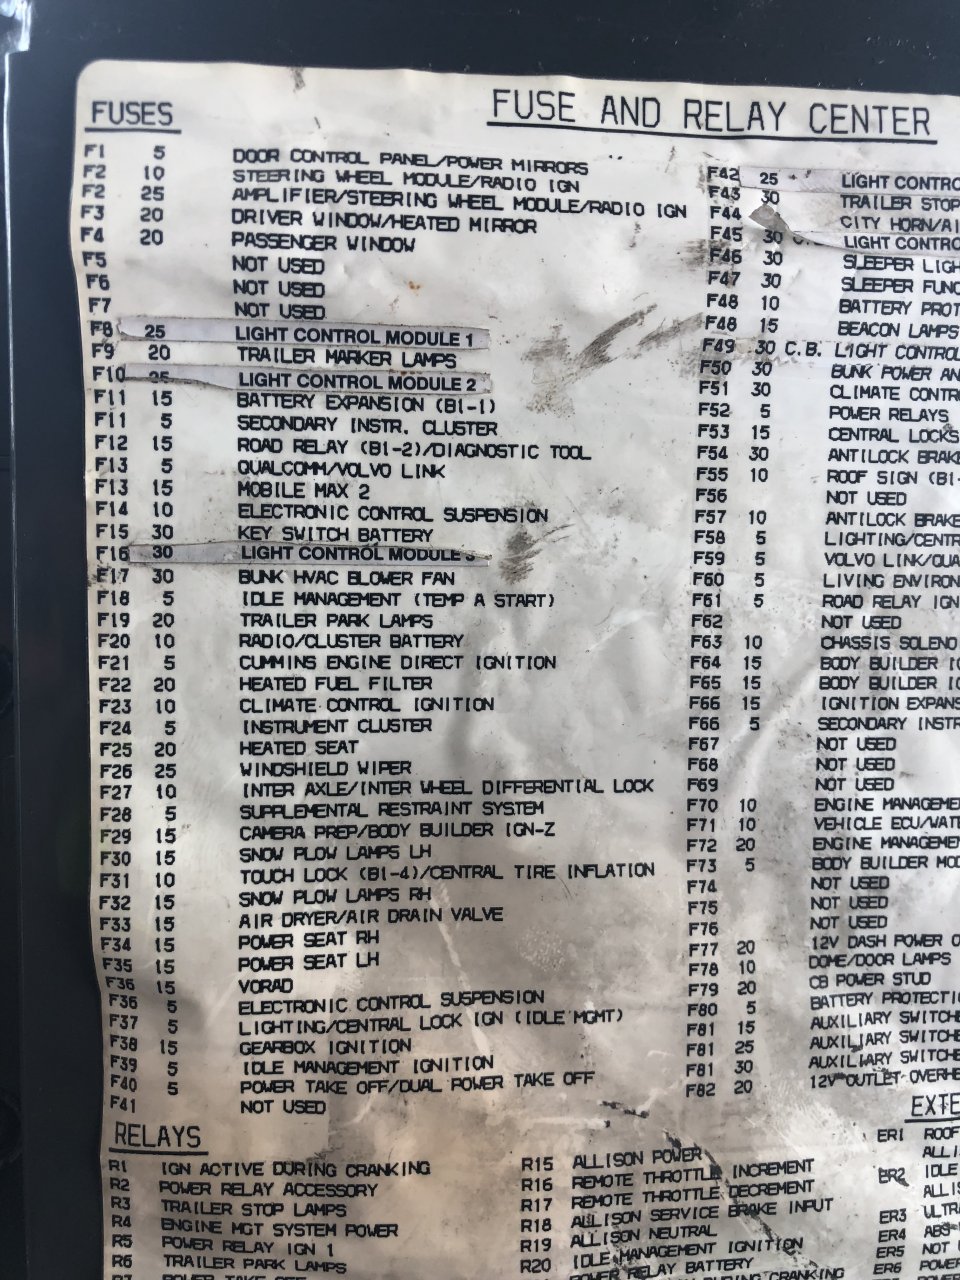 FUSE AND RELAY CENTER
FUSES
F1 5 DOOR CONTROL PANEL/POWER MIRRORS
F2 10 STEERING WHEEL MODULE/RADIO IGN
F2 25 AMPLIFIER/STEERING WHEEL MODULE/RADIO IGN
F3 20 DRIVER WINDOW/HEATED MIRROR
F4 20 PASSENGER WINDOW
F5 NOT USED
F6 NOT USED
F7 NOT USED
F8 25 LIGHT CONTROL MODULE 1
F9 20 TRAILER MARKER LAMPS
F10 25 LIGHT CONTROL MODULE 2
F11 15 BATTERY EXPANSION (B1-1)
F11 5 SECONDARY INSTR. CLUSTER
F12 15 ROAD RELAY (B1-2)/DIAGNOSTIC TOOL
F13 5 QUALCOMM/VOLVO LINK
F13 15 MOBILE MAX 2
F14 10 ELECTRONIC CONTROL SUSPENSION
F15 30 KEY SWITCH BATTERY
F16 30 LIGHT CONTROL MODULE 3
F17 30 BUNK HVAC BLOWER FAN
F18 5 IDLE MANAGEMENT (TEMP A START)
F19 20 TRAILER PARK LAMPS
F20 10 RADIO/CLUSTER BATTERY
F21 5 CUMMINS ENGINE DIRECT IGNITION
F22 20 HEATED FUEL FILTER
F23 10 CLIMATE CONTROL IGNITION
F24 5 INSTRUMENT CLUSTER
F25 20 HEATED SEAT
F26 25 WINDSHIELD WIPER
F27 10 INTER AXLE/INTER WHEEL DIFFERENTIAL LOCK
F28 5 SUPPLEMENTAL RESTRAINT SYSTEM
F29 15 CAMERA PREP/BODY BUILDER IGN-Z
F30 15 SNOW PLOW LAMPS LH
F31 10 TOUCH LOCK (B1-4)/CENTRAL TIRE INFLATION
F32 15 SNOW PLOW LAMPS RH
F33 15 AIR DRYER/AIR DRAIN VALVE
F34 15 POWER SEAT RH
F35 15 POWER SEAT LH
F36 15 VORAD
F36 5 ELECTRONIC CONTROL SUSPENSION
F37 5 LIGHTING/CENTRAL LOCK IGN (IDLE MGMT)
F38 15 GEARBOX IGNITION
F39 5 IDLE MANAGEMENT IGNITION
F40 5 POWER TAKE OFF/DUAL POWER TAKE OFF
F41 NOT USED
F42 25 LIGHT CONTRO
F43 30 TRAILER STOP
F44 CITY HORN/AI
F45 30 LIGHT CONTRO
F46 30 SLEEPER LIGH
F47 30 SLEEPER FUNC
F48 10 BATTERY PROT
F48 15 BEACON LAMPS
F49 30 C.B. LIGHT CONTROL
F50 30 BUNK POWER AN
F51 30 CLIMATE CONTR
F52 5 POWER RELAYS
F53 15 CENTRAL LOCKS
F54 30 ANTILOCK BRAKE
F55 10 ROOF SIGN (B1-
F56 NOT USED
F57 10 ANTILOCK BRAKE
F58 5 LIGHTING/CENTR
F59 5 VOLVO LINK/QUA
F60 5 LIVING ENVIRON
F61 5 ROAD RELAY IGN
F62 NOT USED
F63 10 CHASSIS SOLENO
F64 15 BODY BUILDER IG
F65 15 BODY BUILDER IG
F66 15 IGNITION EXPANS
F66 5 SECONDARY INSTR
F67 NOT USED
F68 NOT USED
F69 NOT USED
F70 10 ENGINE MANAGEME
F71 10 VEHICLE ECU/WAT
F72 20 ENGINE MANAGEME
F73 5 BODY BUILDER MOD
F74 NOT USED
F75 NOT USED
F76 NOT USED
F77 20 12V DASH POWER O
F78 10 DOME/DOOR LAMPS
F79 20 CB POWER STUD
F80 5 BATTERY PROTECTI
F81 15 AUXILIARY SWITCHE
F81 25 AUXILIARY SWITCHE
F81 30 AUXILIARY SWITCHE
F82 20 12V OUTLET-OVERHE
RELAYS
R1 IGN ACTIVE DURING CRANKING
R2 POWER RELAY ACCESSORY
R3 TRAILER STOP LAMPS
R4 ENGINE MGT SYSTEM POWER
R5 POWER RELAY IGN 1
R6 TRAILER PARK LAMPS
R7 POWER TAKE OFF
R15 ALLISON POWER
R16 REMOTE THROTTLE INCREMENT
R17 REMOTE THROTTLE DECREMENT
R18 ALLISON SERVICE BRAKE INPUT
R19 ALLISON NEUTRAL
R20 IDLE MANAGEMENT IGNITION
POWER RELAY BATTERY
CRANKING
EXTE
ER1 ROOF
ALLI
ER2 IDLE
ALLIS
ER3 ULTRA
ER4 ABS
ER5 NOT
ER6 POWER